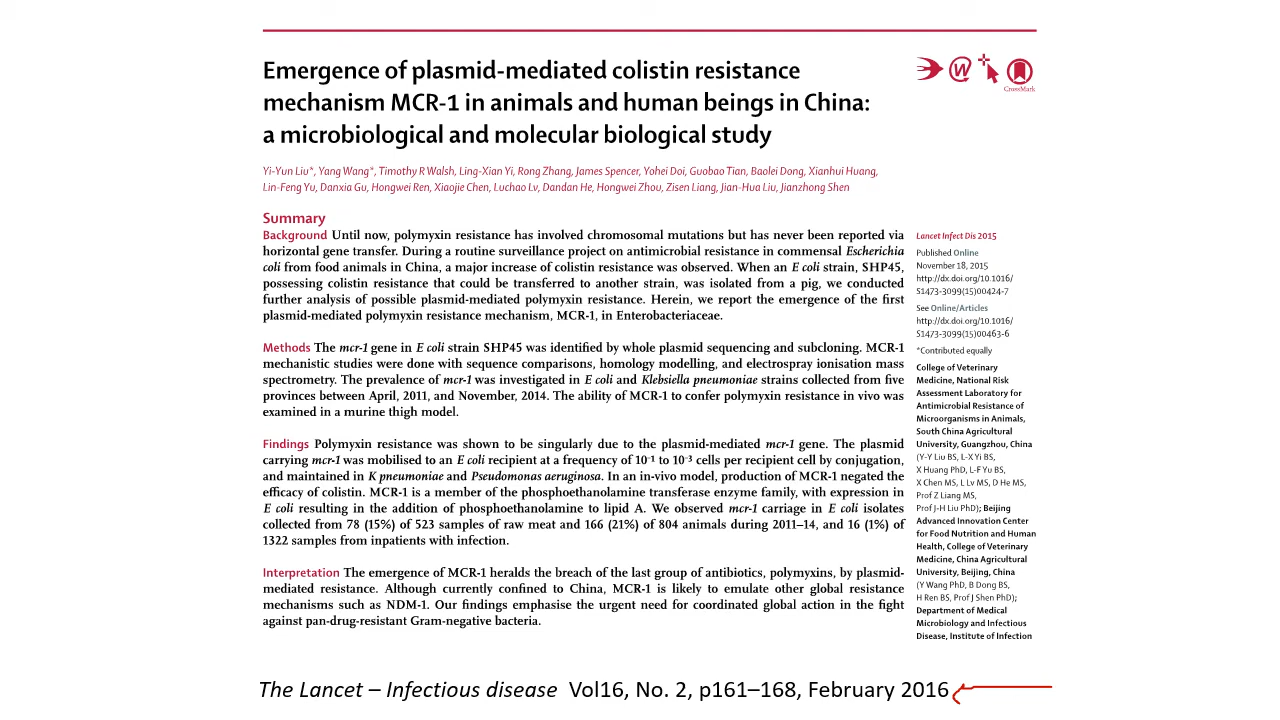 Emergence of plasmid-mediated colistin resistance
mechanism MCR-1 in animals and human beings in China:
a microbiological and molecular biological study
CrossMark
Yi-Yun Liu*, Yang Wang*, Timothy R Walsh, Ling-Xian Yi, Rong Zhang, James Spencer, Yohei Doi, Guobao Tian, Baolei Dong, Xianhui Huang,
Lin-Feng Yu, Danxia Gu, Hongwei Ren, Xiaojie Chen, Luchao Lv, Dandan He, Hongwei Zhou, Zisen Liang, Jian-Hua Liu, Jianzhong Shen
Summary
Background Until now, polymyxin resistance has involved chromosomal mutations but has never been reported via
horizontal gene transfer. During a routine surveillance project on antimicrobial resistance in commensal Escherichia
coli from food animals in China, a major increase of colistin resistance was observed. When an E coli strain, SHP45,
possessing colistin resistance that could be transferred to another strain, was isolated from a pig, we conducted
further analysis of possible plasmid-mediated polymyxin resistance. Herein, we report the emergence of the first
plasmid-mediated polymyxin resistance mechanism, MCR-1, in Enterobacteriaceae.
Methods The mcr-1 gene in E coli strain SHP45 was identified by whole plasmid sequencing and subcloning. MCR-1
mechanistic studies were done with sequence comparisons, homology modelling, and electrospray ionisation mass
spectrometry. The prevalence of mcr-1 was investigated in E coli and Klebsiella pneumoniae strains collected from five
provinces between April, 2011, and November, 2014. The ability of MCR-1 to confer polymyxin resistance in vivo was
examined in a murine thigh model.
Findings Polymyxin resistance was shown to be singularly due to the plasmid-mediated mcr-1 gene. The plasmid
carrying mcr-1 was mobilised to an E coli recipient at a frequency of 10⁻¹ to 10⁻³ cells per recipient cell by conjugation,
and maintained in K pneumoniae and Pseudomonas aeruginosa. In an in-vivo model, production of MCR-1 negated the
efficacy of colistin. MCR-1 is a member of the phosphoethanolamine transferase enzyme family, with expression in
E coli resulting in the addition of phosphoethanolamine to lipid A. We observed mcr-1 carriage in E coli isolates
collected from 78 (15%) of 523 samples of raw meat and 166 (21%) of 804 animals during 2011–14, and 16 (1%) of
1322 samples from inpatients with infection.
Interpretation The emergence of MCR-1 heralds the breach of the last group of antibiotics, polymyxins, by plasmid-
mediated resistance. Although currently confined to China, MCR-1 is likely to emulate other global resistance
mechanisms such as NDM-1. Our findings emphasise the urgent need for coordinated global action in the fight
against pan-drug-resistant Gram-negative bacteria.
Lancet Infect Dis 2015
Published Online
November 18, 2015
http://dx.doi.org/10.1016/
S1473-3099(15)00424-7
See Online/Articles
http://dx.doi.org/10.1016/
S1473-3099(15)00463-6
*Contributed equally
College of Veterinary
Medicine, National Risk
Assessment Laboratory for
Antimicrobial Resistance of
Microorganisms in Animals,
South China Agricultural
University, Guangzhou, China
(Y-Y Liu BS, L-X Yi BS,
X Huang PhD, L-F Yu BS,
X Chen MS, L Lv MS, D He MS,
Prof Z Liang MS,
Prof J-H Liu PhD); Beijing
Advanced Innovation Center
for Food Nutrition and Human
Health, College of Veterinary
Medicine, China Agricultural
University, Beijing, China
(Y Wang PhD, B Dong BS,
H Ren BS, Prof J Shen PhD);
Department of Medical
Microbiology and Infectious
Disease, Institute of Infection
The Lancet – Infectious disease Vol16, No. 2, p161–168, February 2016